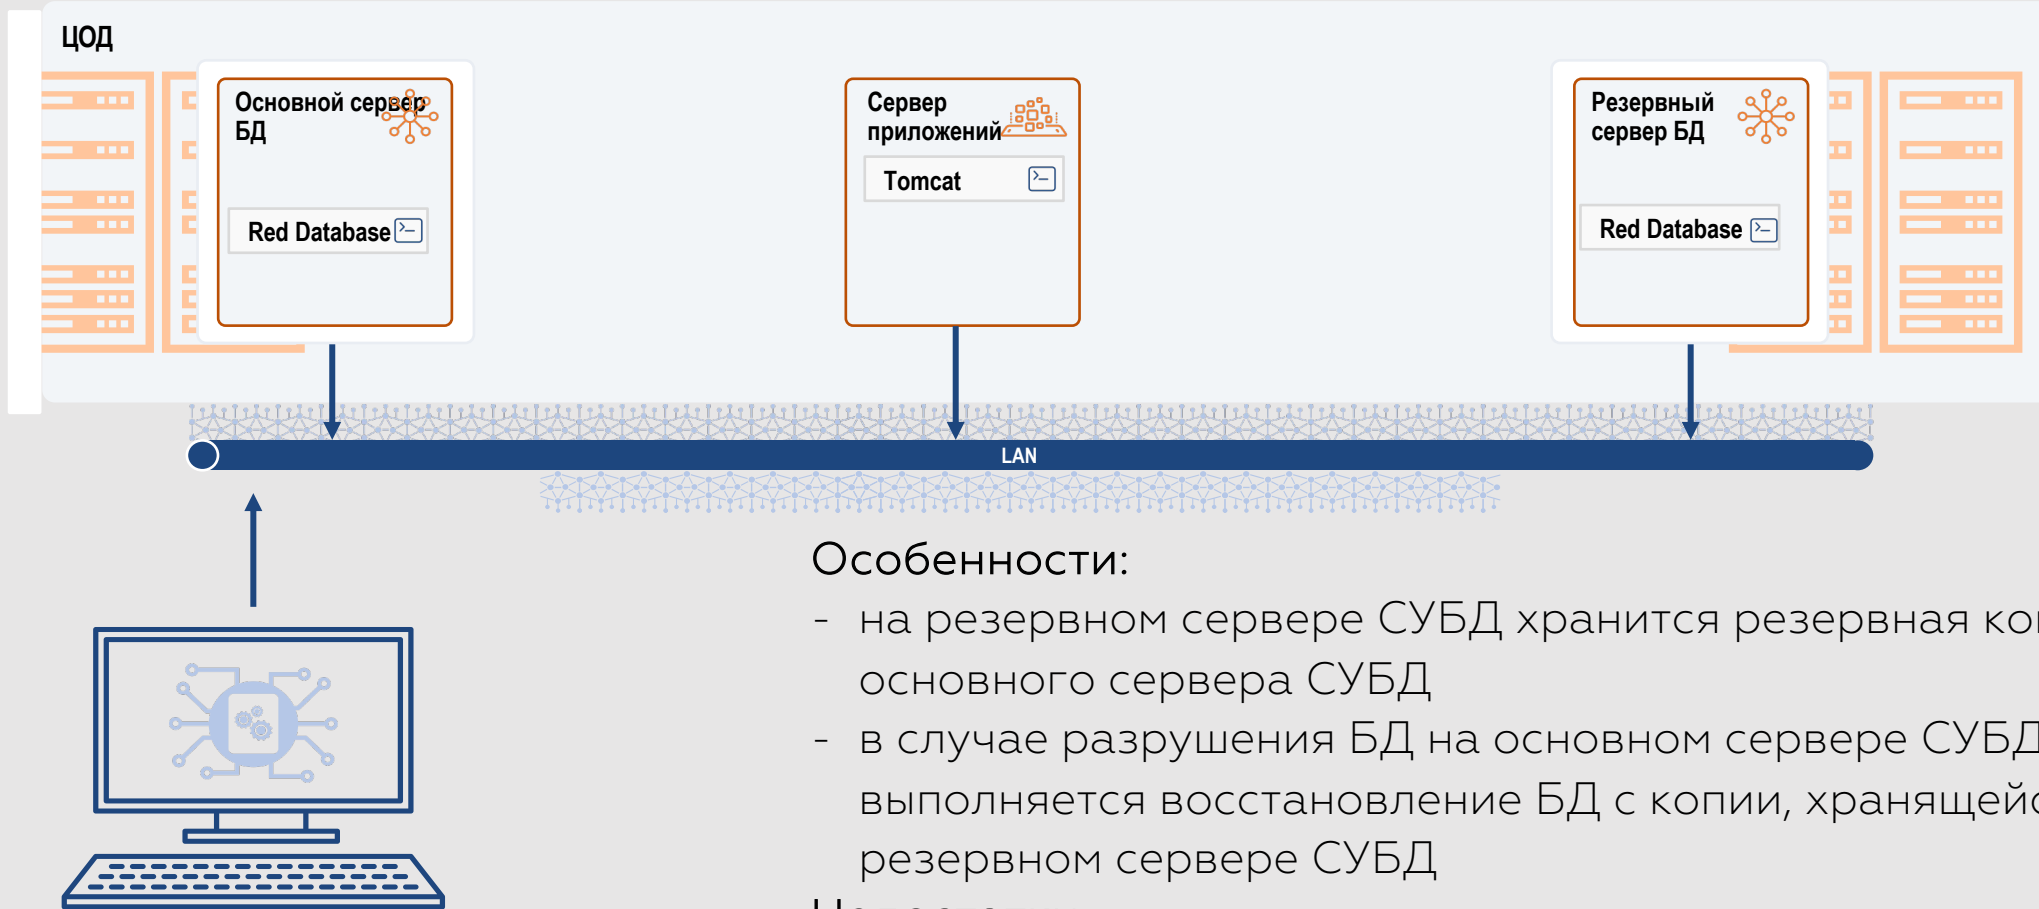 ЦОД
Основной сервер
БД
Red Database
Сервер
приложений
Tomcat
Резервный
сервер БД
Red Database
LAN
Особенности:
- на резервном сервере СУБД хранится резервная
основного сервера СУБД
- в случае разрушения БД на основном сервере СУБД
выполняется восстановление БД с копии,
резервном сервере СУБД